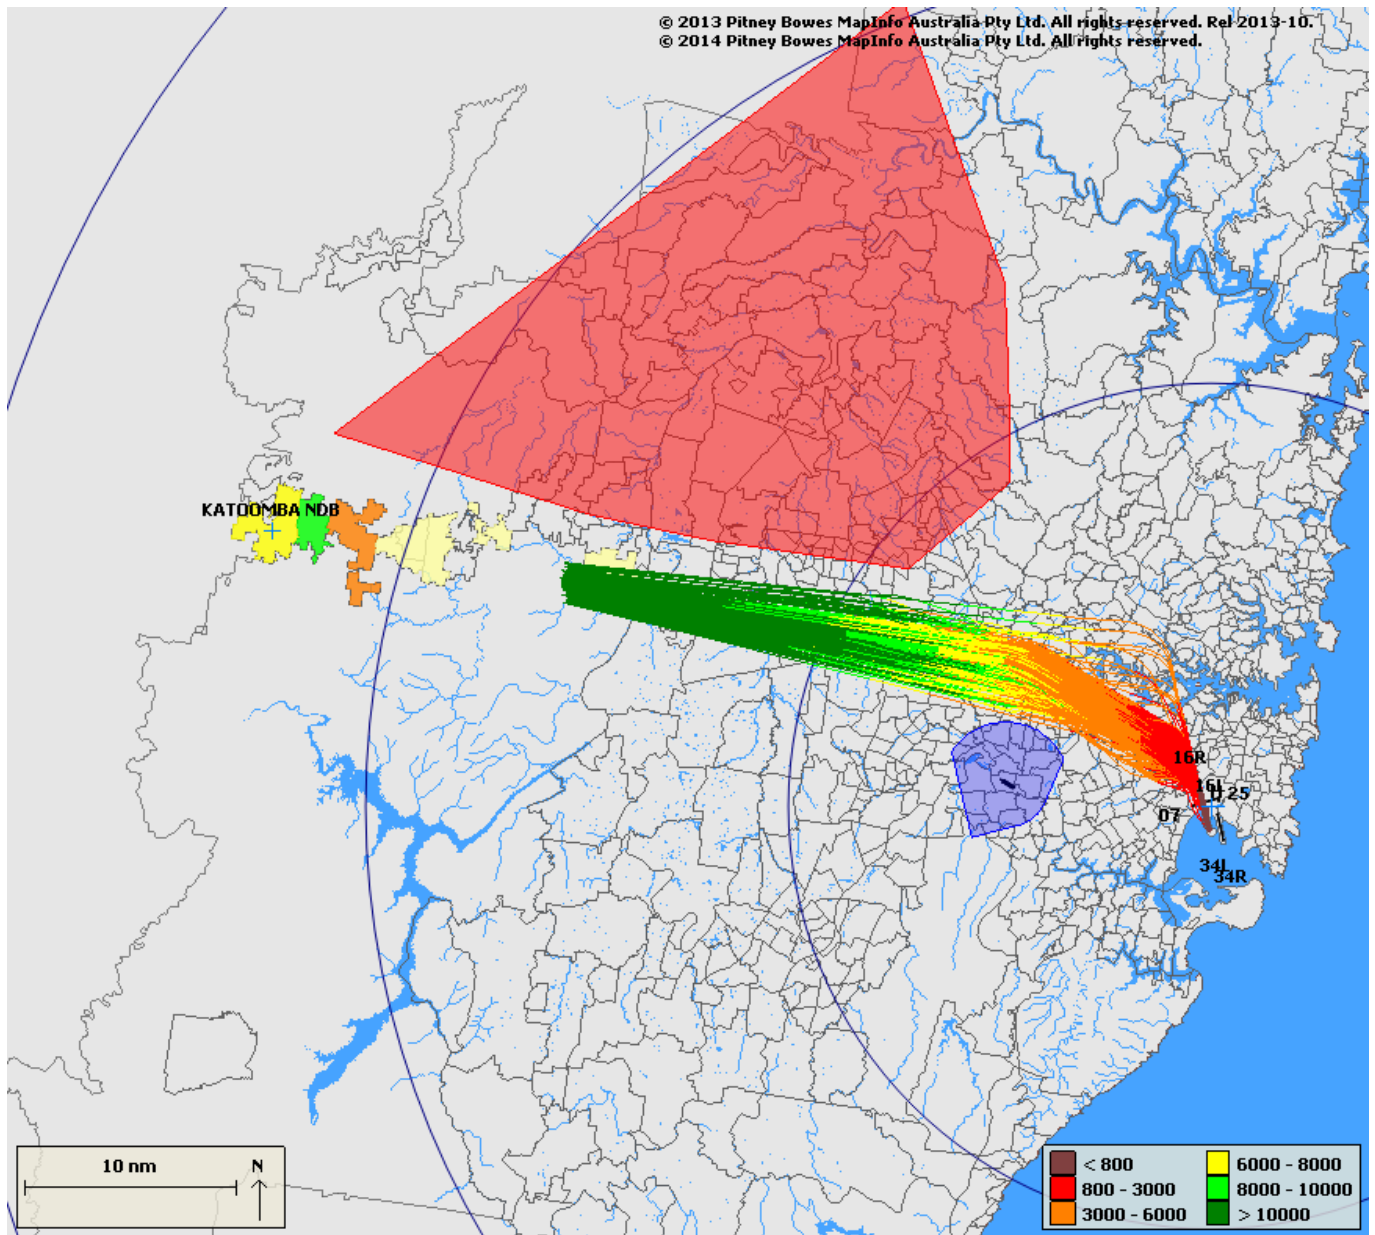 © 2013 Pitney Bowes MapInfo Australia Pty Ltd. All rights reserved. Rel 2013-10.
© 2014 Pitney Bowes MapInfo Australia Pty Ltd. All rights reserved.
KATOOMBA NDB
16R
16L
25
07
34L
34R
10 nm
N
< 800
6000 - 8000
800 - 3000
8000 - 10000
3000 - 6000
> 10000